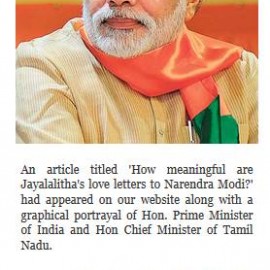 An article titled 'How meaningful are
Jayalalitha's love letters to Narendra Modi?'
had appeared on our website along with a
graphical portrayal of Hon. Prime Minister
of India and Hon Chief Minister of Tamil
Nadu.